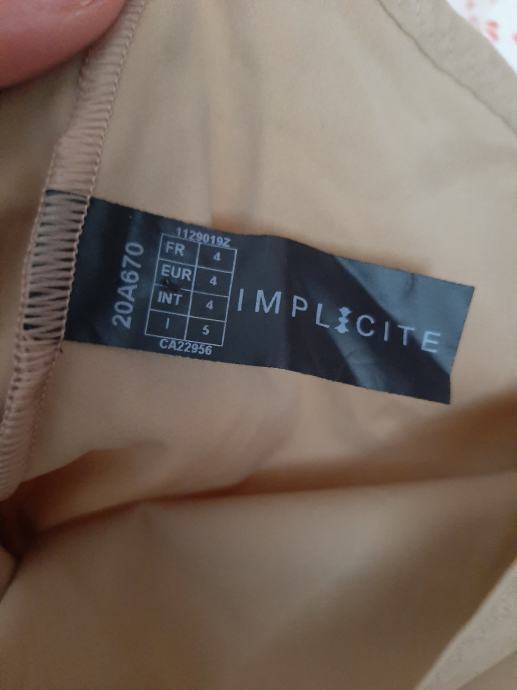 20A670
1129019Z
FR 4
EUR 4
INT 4
I 5
CA22956
IMPLICITE